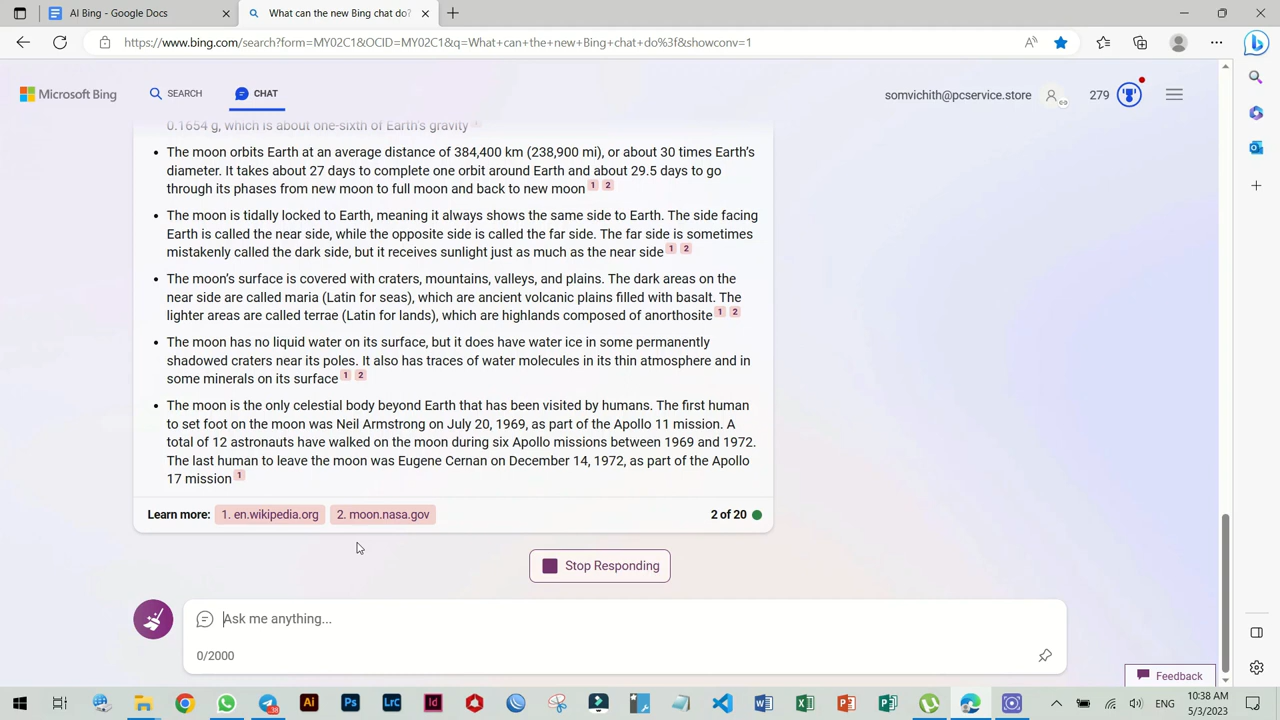 AI Bing - Google Docs
What can the new Bing chat do?
https://www.bing.com/search?form=MY02C1&OCID=MY02C1&q=What+can+the+new+Bing+chat+do%3f&showconv=1
Microsoft Bing
SEARCH
CHAT
somvichith@pcservice.store
279
0.1654 g, which is about one-sixth of Earth's gravity
• The moon orbits Earth at an average distance of 384,400 km (238,900 mi), or about 30 times Earth's
diameter. It takes about 27 days to complete one orbit around Earth and about 29.5 days to go
through its phases from new moon to full moon and back to new moon 1 2
• The moon is tidally locked to Earth, meaning it always shows the same side to Earth. The side facing
Earth is called the near side, while the opposite side is called the far side. The far side is sometimes
mistakenly called the dark side, but it receives sunlight just as much as the near side 1 2
• The moon's surface is covered with craters, mountains, valleys, and plains. The dark areas on the
near side are called maria (Latin for seas), which are ancient volcanic plains filled with basalt. The
lighter areas are called terrae (Latin for lands), which are highlands composed of anorthosite 1 2
• The moon has no liquid water on its surface, but it does have water ice in some permanently
shadowed craters near its poles. It also has traces of water molecules in its thin atmosphere and in
some minerals on its surface 1 2
• The moon is the only celestial body beyond Earth that has been visited by humans. The first human
to set foot on the moon was Neil Armstrong on July 20, 1969, as part of the Apollo 11 mission. A
total of 12 astronauts have walked on the moon during six Apollo missions between 1969 and 1972.
The last human to leave the moon was Eugene Cernan on December 14, 1972, as part of the Apollo
17 mission 1
Learn more: 1. en.wikipedia.org 2. moon.nasa.gov 2 of 20
Stop Responding
Ask me anything...
0/2000
Feedback
Ai
Ps
Lrc
Id
ENG
10:38 AM
5/3/2023